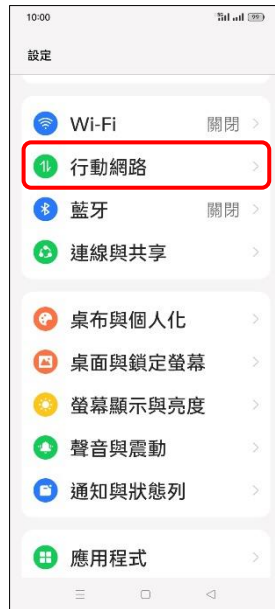 10:00
99
設定
Wi-Fi 關閉
行動網路
藍牙 關閉
連線與共享
桌布與個人化
桌面與鎖定螢幕
螢幕顯示與亮度
聲音與震動
通知與狀態列
應用程式